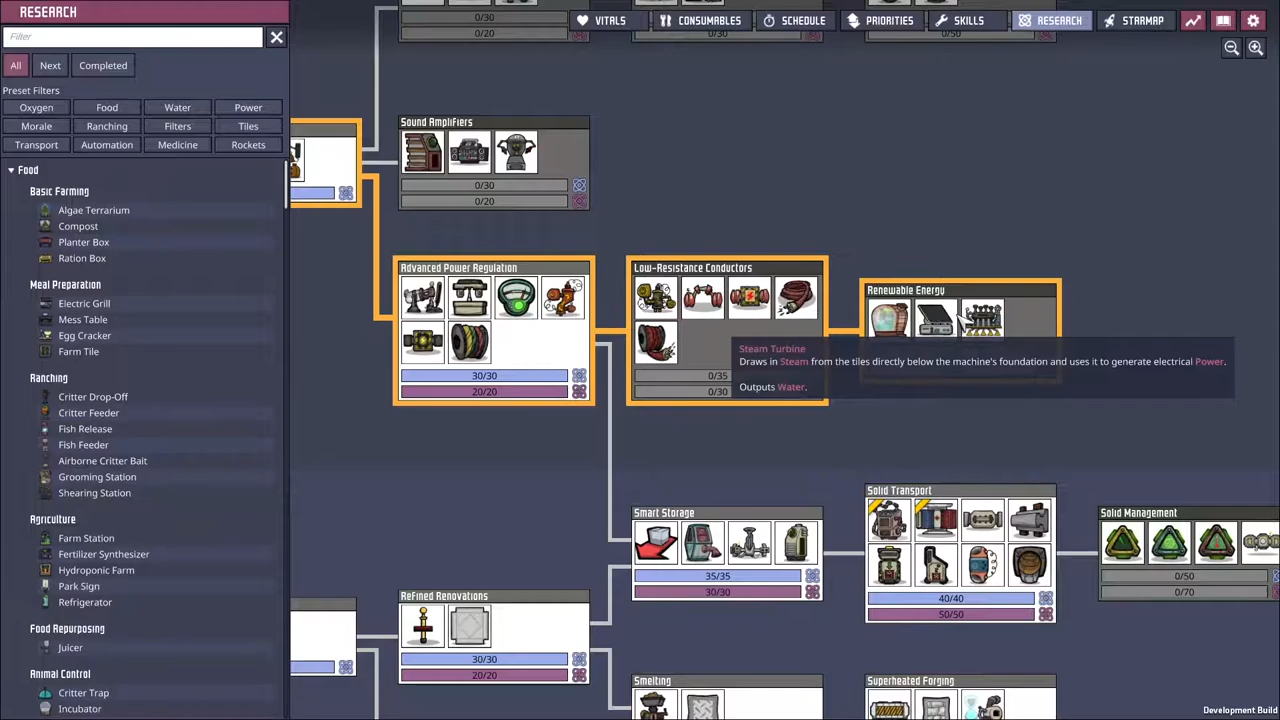 RESEARCH
Filter
All
Next
Completed
Preset Filters
Oxygen
Food
Water
Power
Morale
Ranching
Filters
Tiles
Transport
Automation
Medicine
Rockets
Food
Basic Farming
Algae Terrarium
Compost
Planter Box
Ration Box
Meal Preparation
Electric Grill
Mess Table
Egg Cracker
Farm Tile
Ranching
Critter Drop-Off
Critter Feeder
Fish Release
Fish Feeder
Airborne Critter Bait
Grooming Station
Shearing Station
Agriculture
Farm Station
Fertilizer Synthesizer
Hydroponic Farm
Park Sign
Refrigerator
Food Repurposing
Juicer
Animal Control
Critter Trap
Incubator
VITALS
CONSUMABLES
SCHEDULE
PRIORITIES
SKILLS
RESEARCH
STARMAP
0/30
0/20
0/30
0/50
Sound Amplifiers
0/30
0/20
Advanced Power Regulation
30/30
20/20
Low-Resistance Conductors
0/35
0/30
Renewable Energy
Steam Turbine
Draws in Steam from the tiles directly below the machine's foundation and uses it to generate electrical Power.
Outputs Water.
Smart Storage
35/35
30/30
Solid Transport
40/40
50/50
Solid Management
0/50
0/70
Refined Renovations
30/30
20/20
Smelting
Superheated Forging
Development Build